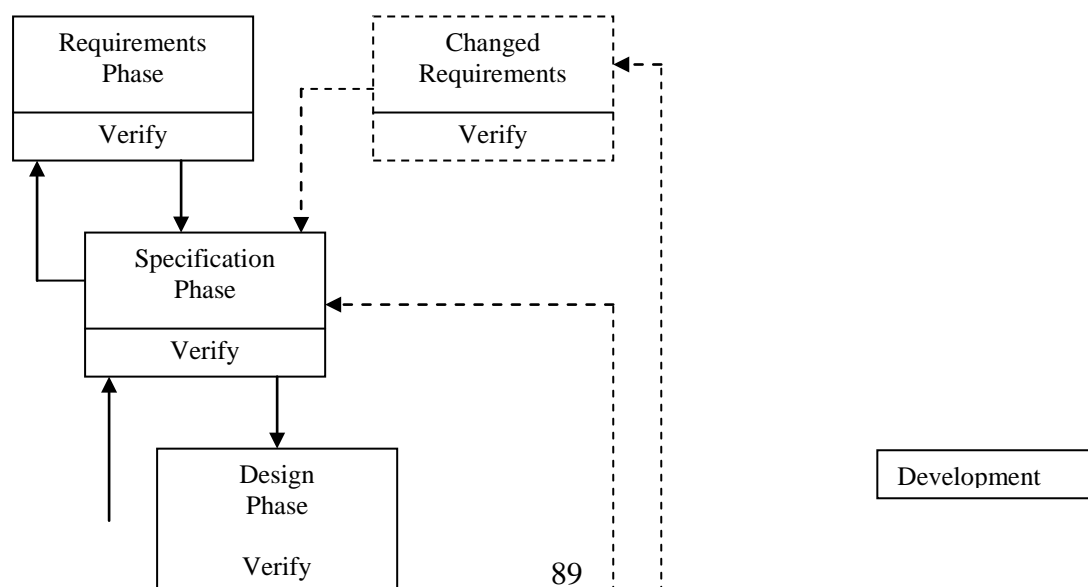 Requirements
Phase
Verify
Changed
Requirements
Verify
Specification
Phase
Verify
Design
Phase
Verify
Development
89